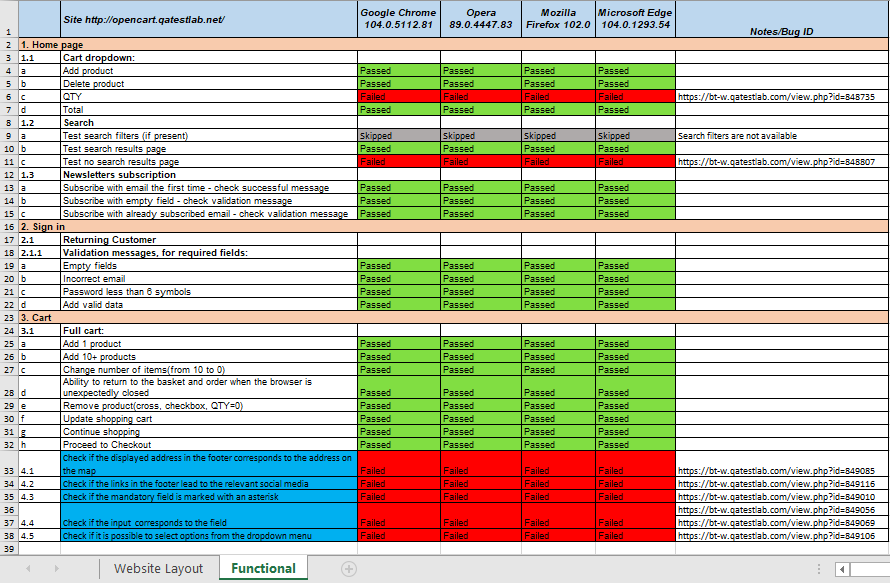 Site http://opencart.qatestlab.net/ Google Chrome 104.0.5112.81 Opera 89.0.4447.83 Mozilla Firefox 102.0 Microsoft Edge 104.0.1293.54 Notes/Bug ID
1
2 1. Home page
3 1.1 Cart dropdown:
4 a Add product Passed Passed Passed Passed
5 b Delete product Passed Passed Passed Passed
6 c QTY Failed Failed Failed Failed https://bt-w.qatestlab.com/view.php?id=848735
7 d Total Passed Passed Passed Passed
8 1.2 Search
9 a Test search filters (if present) Skipped Skipped Skipped Skipped Search filters are not available
10 b Test search results page Passed Passed Passed Passed
11 c Test no search results page Failed Failed Failed Failed https://bt-w.qatestlab.com/view.php?id=848807
12 1.3 Newsletters subscription
13 a Subscribe with email the first time - check successful message Passed Passed Passed Passed
14 b Subscribe with empty field - check validation message Passed Passed Passed Passed
15 c Subscribe with already subscribed email - check validation message Passed Passed Passed Passed
16 2. Sign in
17 2.1 Returning Customer
18 2.1.1 Validation messages, for required fields:
19 a Empty fields Passed Passed Passed Passed
20 b Incorrect email Passed Passed Passed Passed
21 c Password less than 6 symbols Passed Passed Passed Passed
22 d Add valid data Passed Passed Passed Passed
23 3. Cart
24 3.1 Full cart:
25 a Add 1 product Passed Passed Passed Passed
26 b Add 10+ products Passed Passed Passed Passed
27 c Change number of items(from 10 to 0) Passed Passed Passed Passed
Ability to return to the basket and order when the browser is
28 d unexpectedly closed Passed Passed Passed Passed
29 e Remove product(cross, checkbox, QTY=0) Passed Passed Passed Passed
30 f Update shopping cart Passed Passed Passed Passed
31 g Continue shopping Passed Passed Passed Passed
32 h Proceed to Checkout Passed Passed Passed Passed
Check if the displayed address in the footer corresponds to the address on
33 4.1 the map Failed Failed Failed Failed https://bt-w.qatestlab.com/view.php?id=849085
34 4.2 Check if the links in the footer lead to the relevant social media Failed Failed Failed Failed https://bt-w.qatestlab.com/view.php?id=849116
35 4.3 Check if the mandatory field is marked with an asterisk Failed Failed Failed Failed https://bt-w.qatestlab.com/view.php?id=849010
36 https://bt-w.qatestlab.com/view.php?id=849056
37 4.4 Check if the input corresponds to the field Failed Failed Failed Failed https://bt-w.qatestlab.com/view.php?id=849069
38 4.5 Check if it is possible to select options from the dropdown menu Failed Failed Failed Failed https://bt-w.qatestlab.com/view.php?id=849106
39
Website Layout Functional